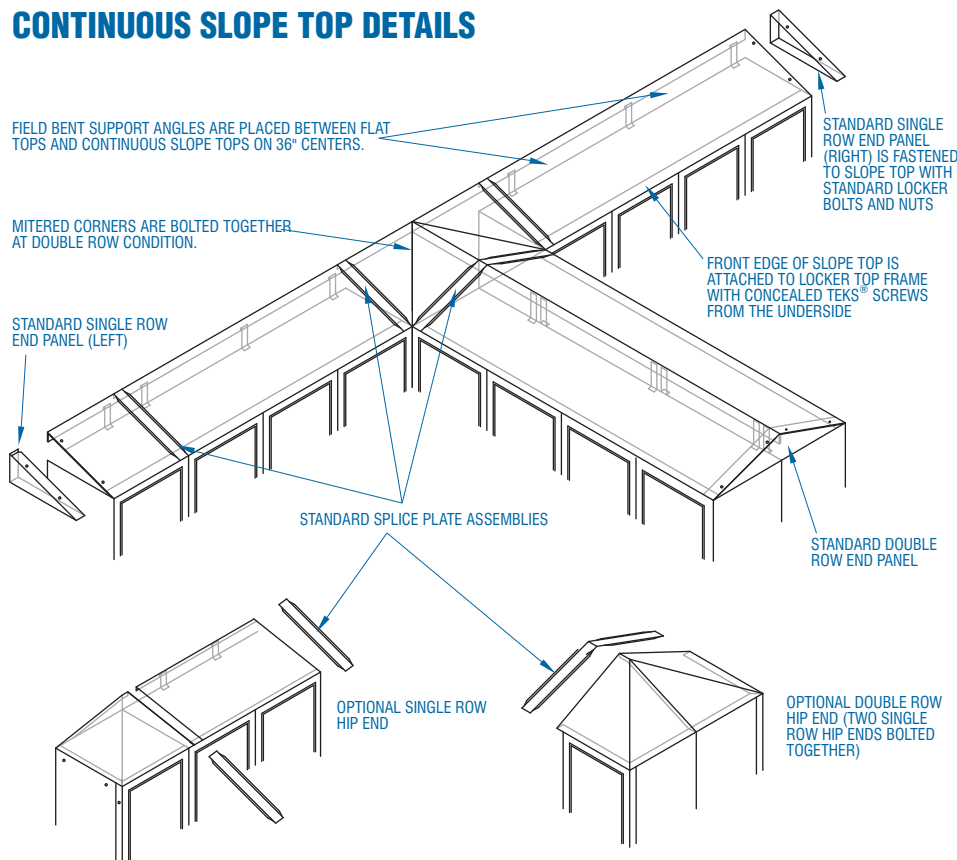 CONTINUOUS SLOPE TOP DETAILS
FIELD BENT SUPPORT ANGLES ARE PLACED BETWEEN FLAT
TOPS AND CONTINUOUS SLOPE TOPS ON 36" CENTERS.
STANDARD SINGLE
ROW END PANEL
(RIGHT) IS FASTENED
TO SLOPE TOP WITH
STANDARD LOCKER
BOLTS AND NUTS
MITERED CORNERS ARE BOLTED TOGETHER
AT DOUBLE ROW CONDITION.
FRONT EDGE OF SLOPE TOP IS
ATTACHED TO LOCKER TOP FRAME
WITH CONCEALED TEKS® SCREWS
FROM THE UNDERSIDE
STANDARD SINGLE ROW
END PANEL (LEFT)
STANDARD SPLICE PLATE ASSEMBLIES
STANDARD DOUBLE
ROW END PANEL
OPTIONAL SINGLE ROW
HIP END
OPTIONAL DOUBLE ROW
HIP END (TWO SINGLE
ROW HIP ENDS BOLTED
TOGETHER)